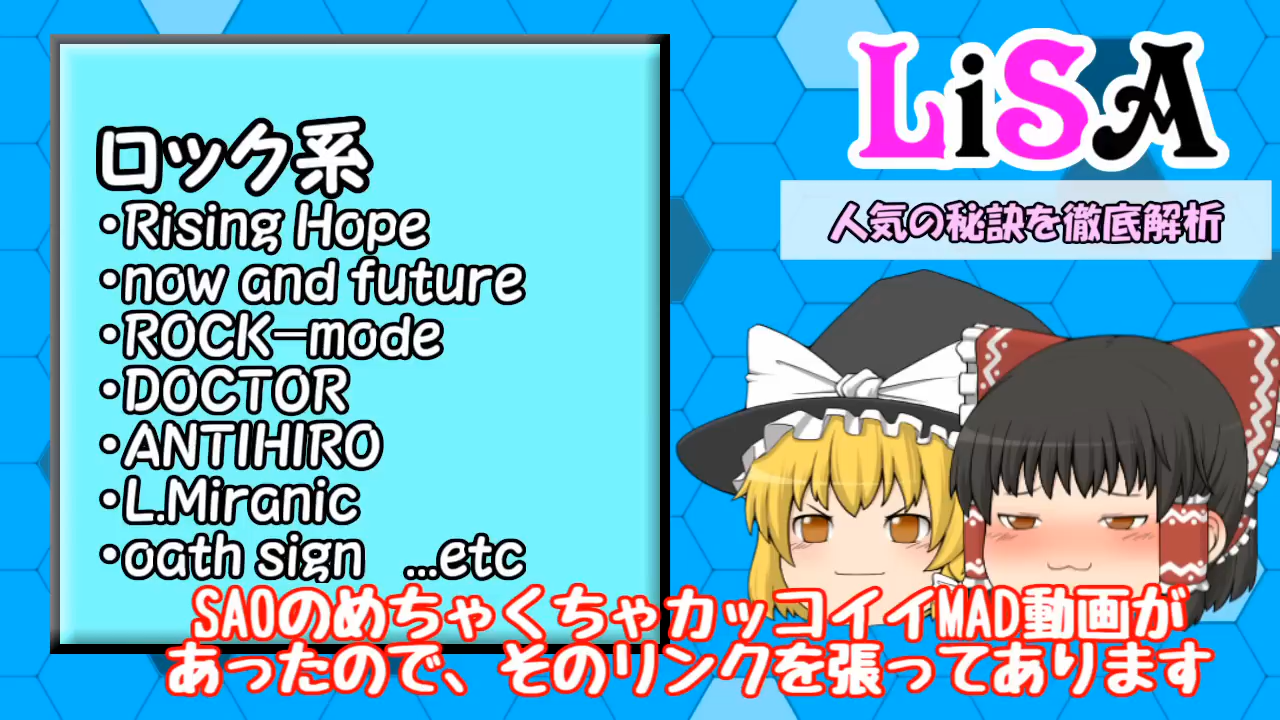 ロック系
・Rising Hope
・now and future
・ROCK-mode
・DOCTOR
・ANTIHIRO
・L.Miranic
・oath sign ...etc
LiSA
人気の秘訣を徹底解析
SAOのめちゃくちゃカッコイイMAD動画が
あったので、そのリンクを張ってあります